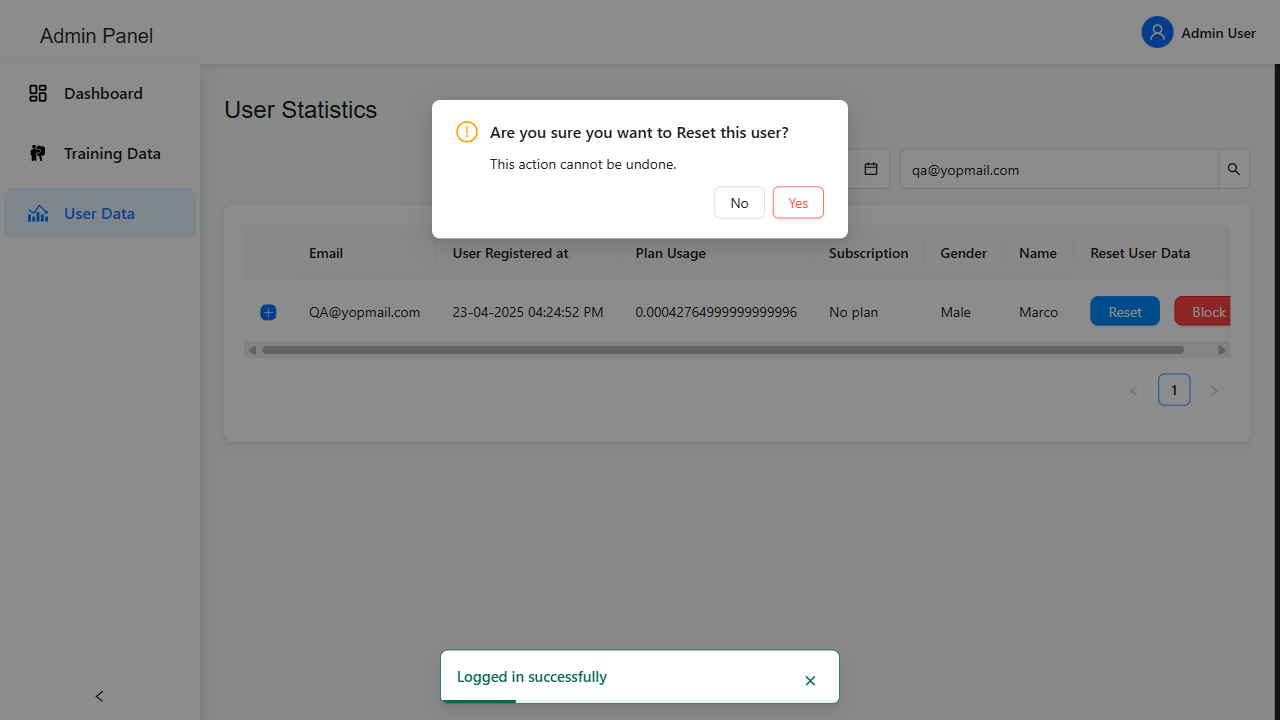 Admin Panel
Admin User
Dashboard
Training Data
User Data
User Statistics
Are you sure you want to Reset this user?
This action cannot be undone.
No
Yes
qa@yopmail.com
Email
User Registered at
Plan Usage
Subscription
Gender
Name
Reset User Data
QA@yopmail.com
23-04-2025 04:24:52 PM
0.00042764999999999996
No plan
Male
Marco
Reset
Block
1
Logged in successfully